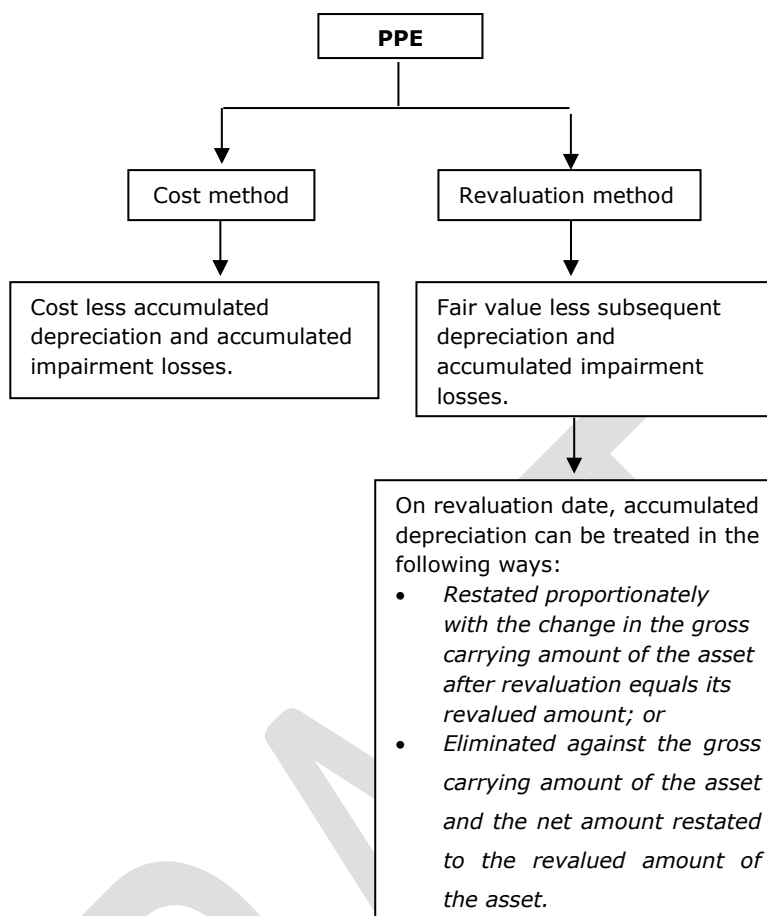 PPE
Cost method
Revaluation method
Cost less accumulated
depreciation and accumulated
impairment losses.
Fair value less subsequent
depreciation and
accumulated impairment
losses.
On revaluation date, accumulated
depreciation can be treated in the
following ways:
• Restated proportionately
with the change in the gross
carrying amount of the asset
after revaluation equals its
revalued amount; or
• Eliminated against the gross
carrying amount of the asset
and the net amount restated
to the revalued amount of
the asset.